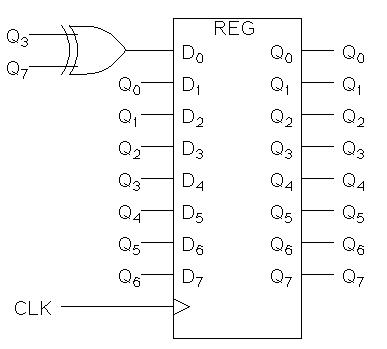 REG
Q3
D0 Q0 Q0
Q7
Q0 D1 Q1 Q1
Q1 D2 Q2 Q2
Q2 D3 Q3 Q3
Q3 D4 Q4 Q4
Q4 D5 Q5 Q5
Q5 D6 Q6 Q6
Q6 D7 Q7 Q7
CLK